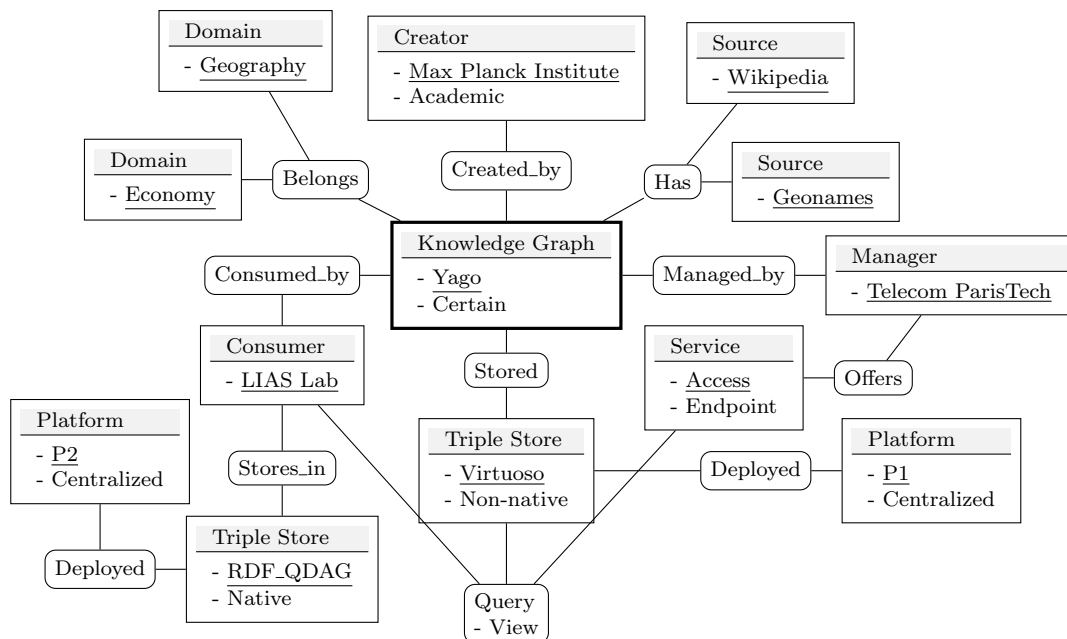 Domain
- Geography
Creator
- Max Planck Institute
- Academic
Source
- Wikipedia
Domain
- Economy
Belongs
Created_by
Has
Source
- Geonames
Knowledge Graph
- Yago
- Certain
Consumed_by
Managed_by
Manager
- Telecom ParisTech
Consumer
- LIAS Lab
Stored
Service
- Access
- Endpoint
Offers
Platform
- P2
- Centralized
Stores_in
Triple Store
- Virtuoso
- Non-native
Deployed
Platform
- P1
- Centralized
Deployed
Triple Store
- RDF_QDAG
- Native
Query
- View